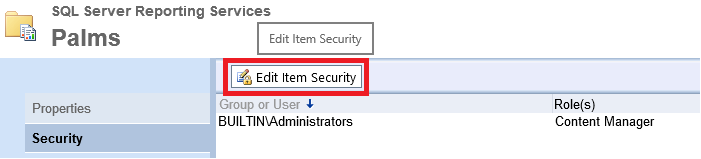 SQL Server Reporting Services
Palms
Edit Item Security
Edit Item Security
Properties
Security
Group or User Role(s)
BUILTIN\Administrators Content Manager